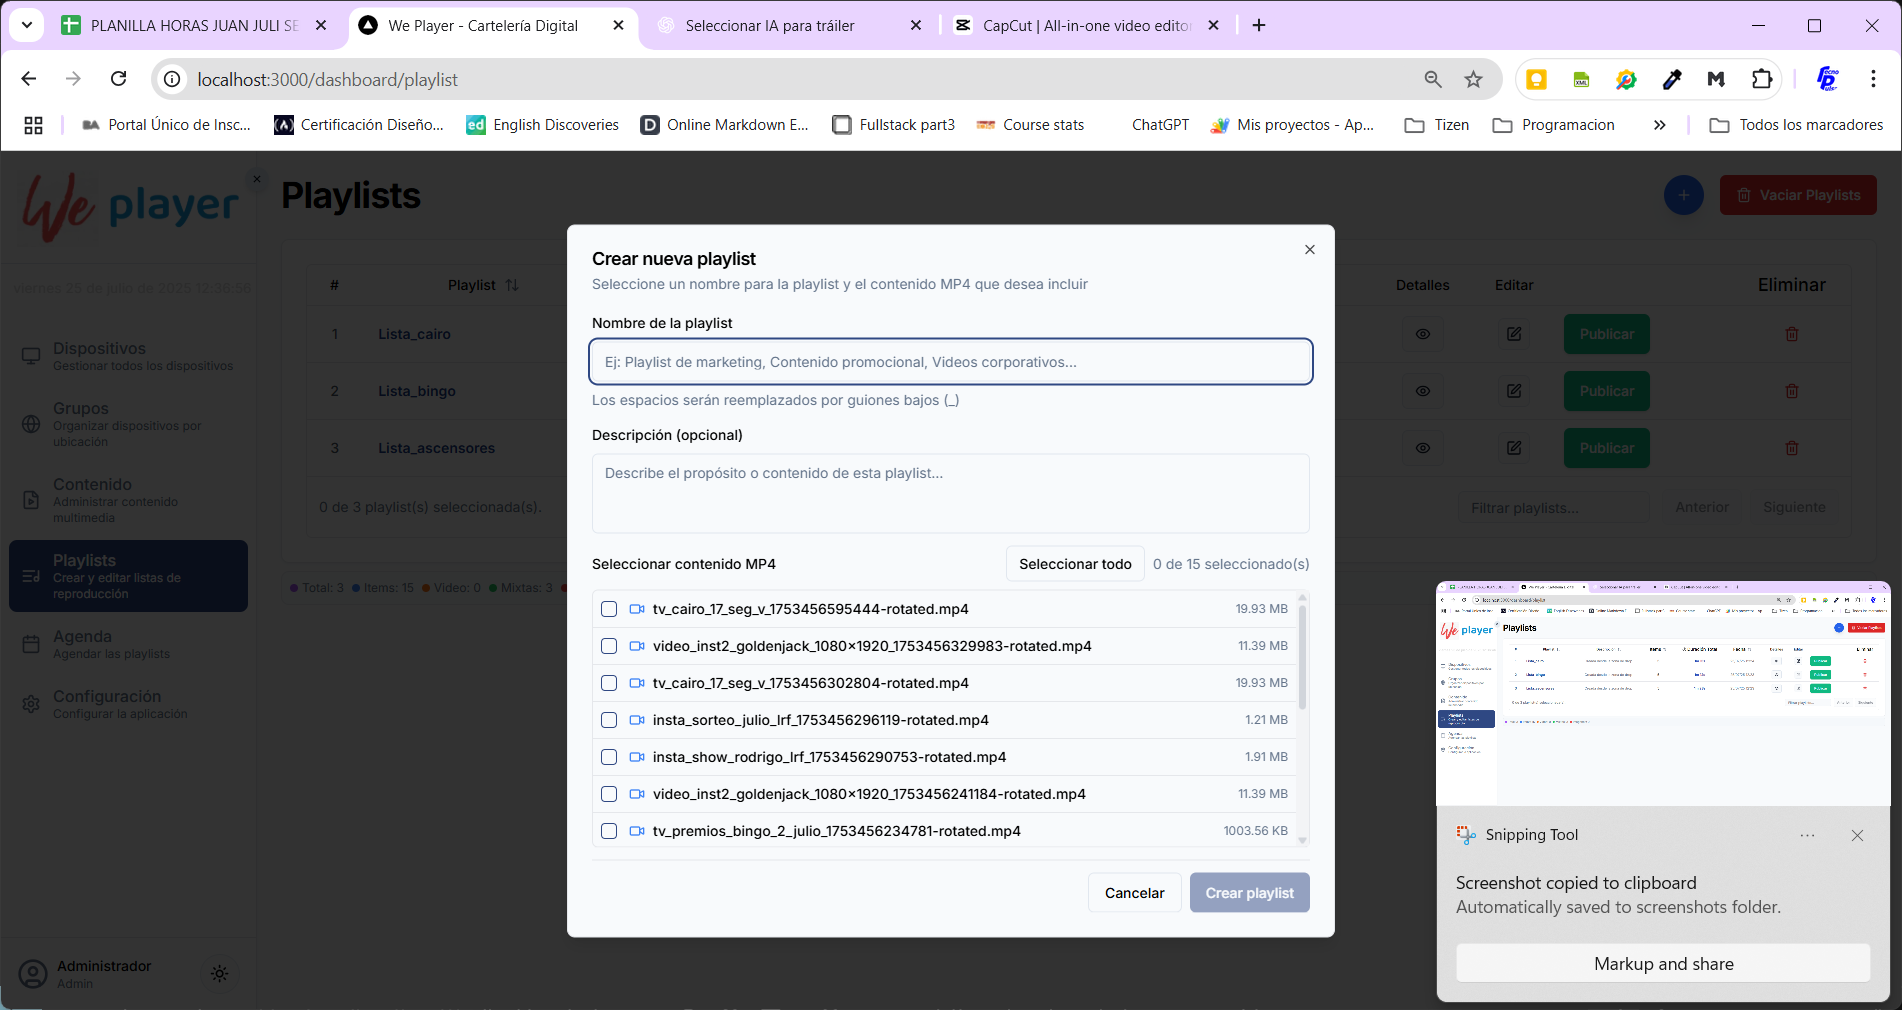 PLANILLA HORAS JUAN JULI SE
We Player - Cartelería Digital
Seleccionar IA para tráiler
CapCut | All-in-one video edito
localhost:3000/dashboard/playlist
Portal Único de Insc...
Certificación Diseño...
English Discoveries
Online Markdown E...
Fullstack part3
Course stats
ChatGPT
Mis proyectos - Ap...
Tizen
Programacion
Todos los marcadores
We player
viernes 25 de julio de 2025 12:36:56
Dispositivos
Gestionar todos los dispositivos
Grupos
Organizar dispositivos por
ubicación
Contenido
Administrar contenido
multimedia
Playlists
Crear y editar listas de
reproducción
Agenda
Agendar las playlists
Configuración
Configurar la aplicación
Administrador
Admin
Playlists
Vaciar Playlists
# Playlist Detalles Editar Eliminar
1 Lista_cairo Publicar
2 Lista_bingo Publicar
3 Lista_ascensores Publicar
0 de 3 playlist(s) seleccionada(s).
Filtrar playlists... Anterior Siguiente
Total: 3 Items: 15 Video: 0 Mixtas: 3
Crear nueva playlist
Seleccione un nombre para la playlist y el contenido MP4 que desea incluir
Nombre de la playlist
Ej: Playlist de marketing, Contenido promocional, Videos corporativos...
Los espacios serán reemplazados por guiones bajos (_)
Descripción (opcional)
Describe el propósito o contenido de esta playlist...
Seleccionar contenido MP4
Seleccionar todo
0 de 15 seleccionado(s)
tv_cairo_17_seg_v_1753456595444-rotated.mp4 19.93 MB
video_inst2_goldenjack_1080x1920_1753456329983-rotated.mp4 11.39 MB
tv_cairo_17_seg_v_1753456302804-rotated.mp4 19.93 MB
insta_sorteo_julio_lrf_1753456296119-rotated.mp4 1.21 MB
insta_show_rodrigo_lrf_1753456290753-rotated.mp4 1.91 MB
video_inst2_goldenjack_1080x1920_1753456241184-rotated.mp4 11.39 MB
tv_premios_bingo_2_julio_1753456234781-rotated.mp4 1003.56 KB
Cancelar
Crear playlist
We player
Playlists
Snipping Tool
Screenshot copied to clipboard
Automatically saved to screenshots folder.
Markup and share